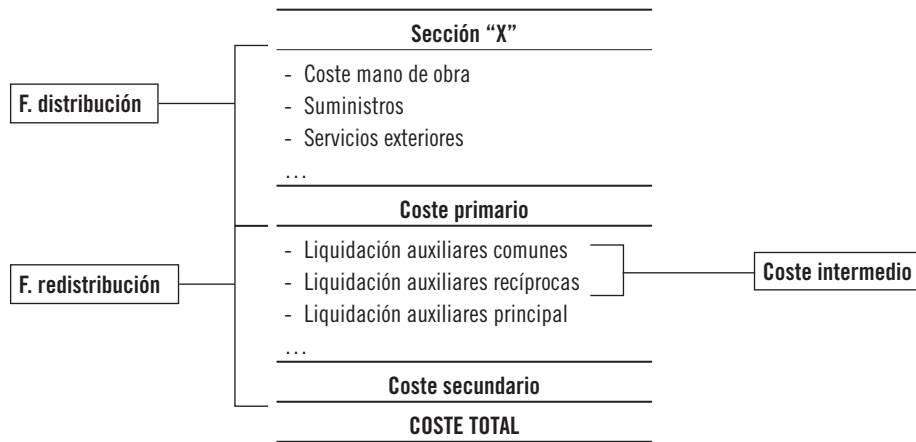 Sección “X”
- Coste mano de obra
F. distribución
- Suministros
- Servicios exteriores
…
Coste primario
- Liquidación auxiliares comunes
F. redistribución
- Liquidación auxiliares recíprocas
Coste intermedio
- Liquidación auxiliares principal
…
Coste secundario
COSTE TOTAL